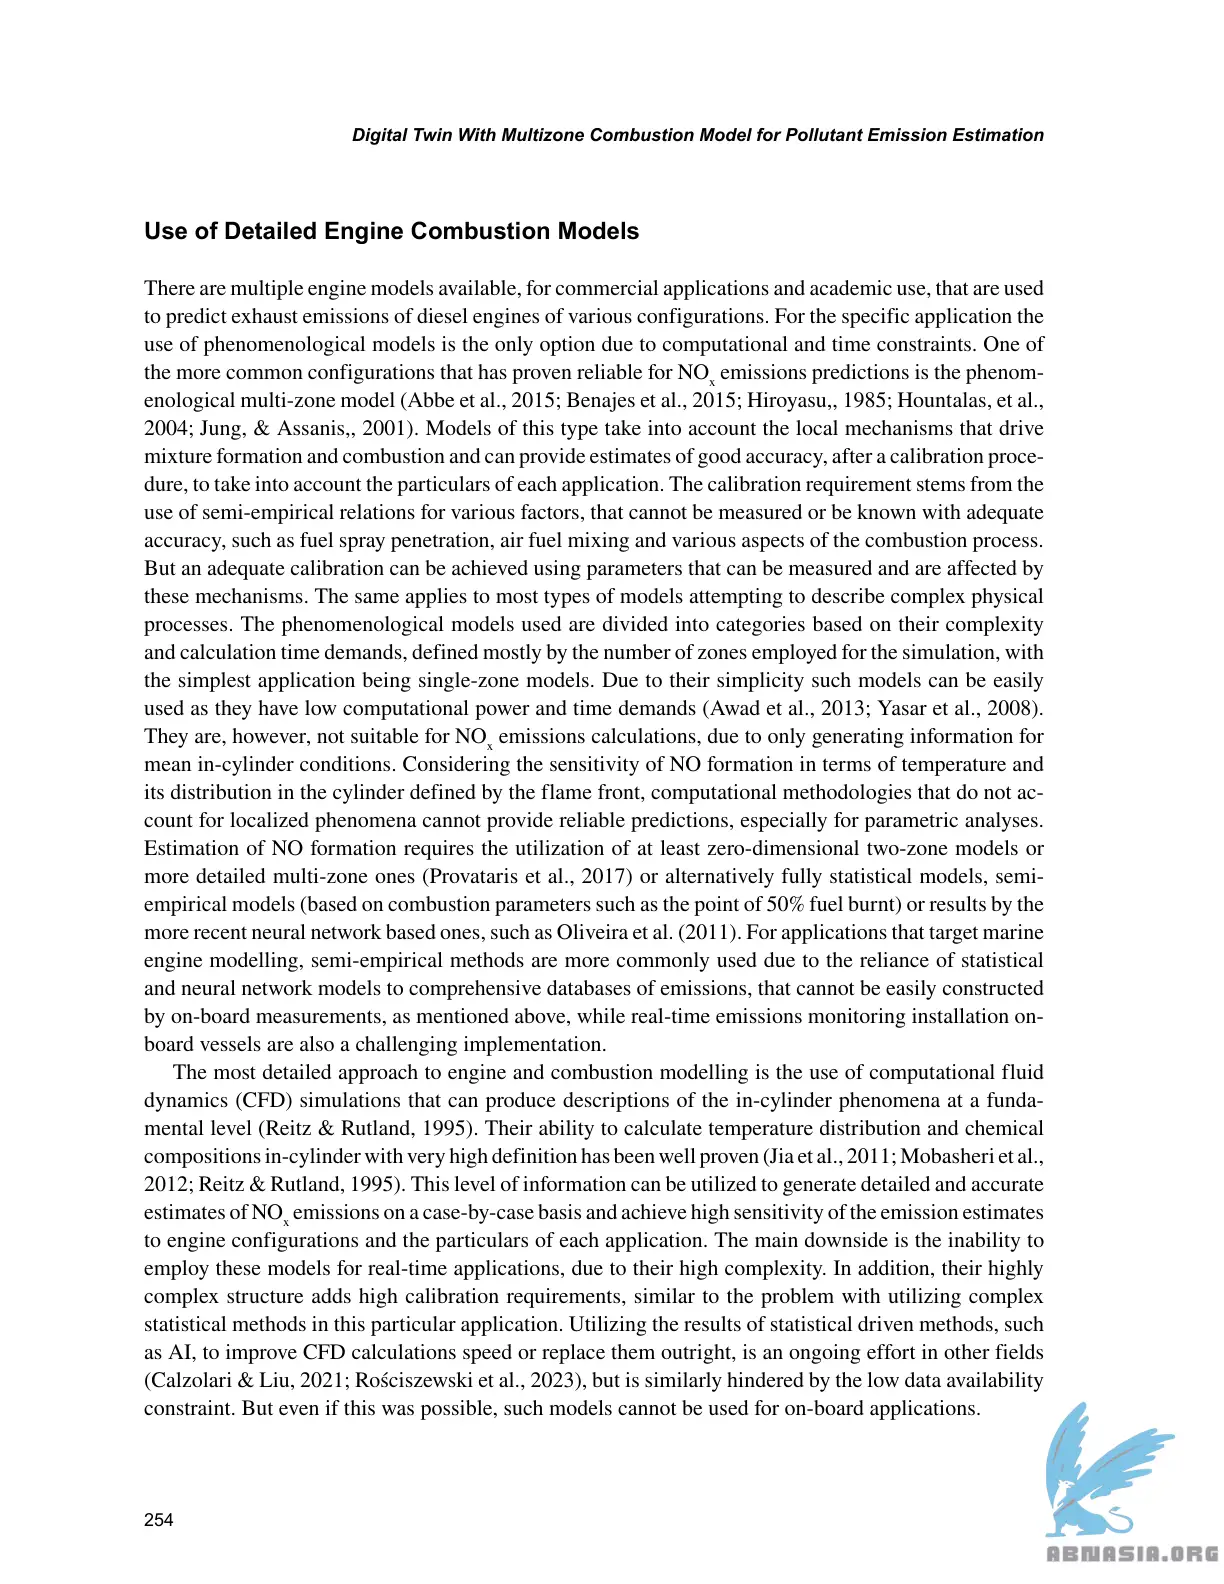 Digital Twin With Multizone Combustion Model for Pollutant Emission Estimation
Use of Detailed Engine Combustion Models
There are multiple engine models available, for commercial applications and academic use, that are used
to predict exhaust emissions of diesel engines of various configurations. For the specific application the
use of phenomenological models is the only option due to computational and time constraints. One of
the more common configurations that has proven reliable for NOx emissions predictions is the phenom-
enological multi-zone model (Abbe et al., 2015; Benajes et al., 2015; Hiroyasu,, 1985; Hountalas, et al.,
2004; Jung, & Assanis,, 2001). Models of this type take into account the local mechanisms that drive
mixture formation and combustion and can provide estimates of good accuracy, after a calibration proce-
dure, to take into account the particulars of each application. The calibration requirement stems from the
use of semi-empirical relations for various factors, that cannot be measured or be known with adequate
accuracy, such as fuel spray penetration, air fuel mixing and various aspects of the combustion process.
But an adequate calibration can be achieved using parameters that can be measured and are affected by
these mechanisms. The same applies to most types of models attempting to describe complex physical
processes. The phenomenological models used are divided into categories based on their complexity
and calculation time demands, defined mostly by the number of zones employed for the simulation, with
the simplest application being single-zone models. Due to their simplicity such models can be easily
used as they have low computational power and time demands (Awad et al., 2013; Yasar et al., 2008).
They are, however, not suitable for NOx emissions calculations, due to only generating information for
mean in-cylinder conditions. Considering the sensitivity of NO formation in terms of temperature and
its distribution in the cylinder defined by the flame front, computational methodologies that do not ac-
count for localized phenomena cannot provide reliable predictions, especially for parametric analyses.
Estimation of NO formation requires the utilization of at least zero-dimensional two-zone models or
more detailed multi-zone ones (Provataris et al., 2017) or alternatively fully statistical models, semi-
empirical models (based on combustion parameters such as the point of 50% fuel burnt) or results by the
more recent neural network based ones, such as Oliveira et al. (2011). For applications that target marine
engine modelling, semi-empirical methods are more commonly used due to the reliance of statistical
and neural network models to comprehensive databases of emissions, that cannot be easily constructed
by on-board measurements, as mentioned above, while real-time emissions monitoring installation on-
board vessels are also a challenging implementation.
The most detailed approach to engine and combustion modelling is the use of computational fluid
dynamics (CFD) simulations that can produce descriptions of the in-cylinder phenomena at a funda-
mental level (Reitz & Rutland, 1995). Their ability to calculate temperature distribution and chemical
compositions in-cylinder with very high definition has been well proven (Jia et al., 2011; Mobasheri et al.,
2012; Reitz & Rutland, 1995). This level of information can be utilized to generate detailed and accurate
estimates of NOx emissions on a case-by-case basis and achieve high sensitivity of the emission estimates
to engine configurations and the particulars of each application. The main downside is the inability to
employ these models for real-time applications, due to their high complexity. In addition, their highly
complex structure adds high calibration requirements, similar to the problem with utilizing complex
statistical methods in this particular application. Utilizing the results of statistical driven methods, such
as AI, to improve CFD calculations speed or replace them outright, is an ongoing effort in other fields
(Calzolari & Liu, 2021; Rościszewski et al., 2023), but is similarly hindered by the low data availability
constraint. But even if this was possible, such models cannot be used for on-board applications.
254
ABNASIA.ORG